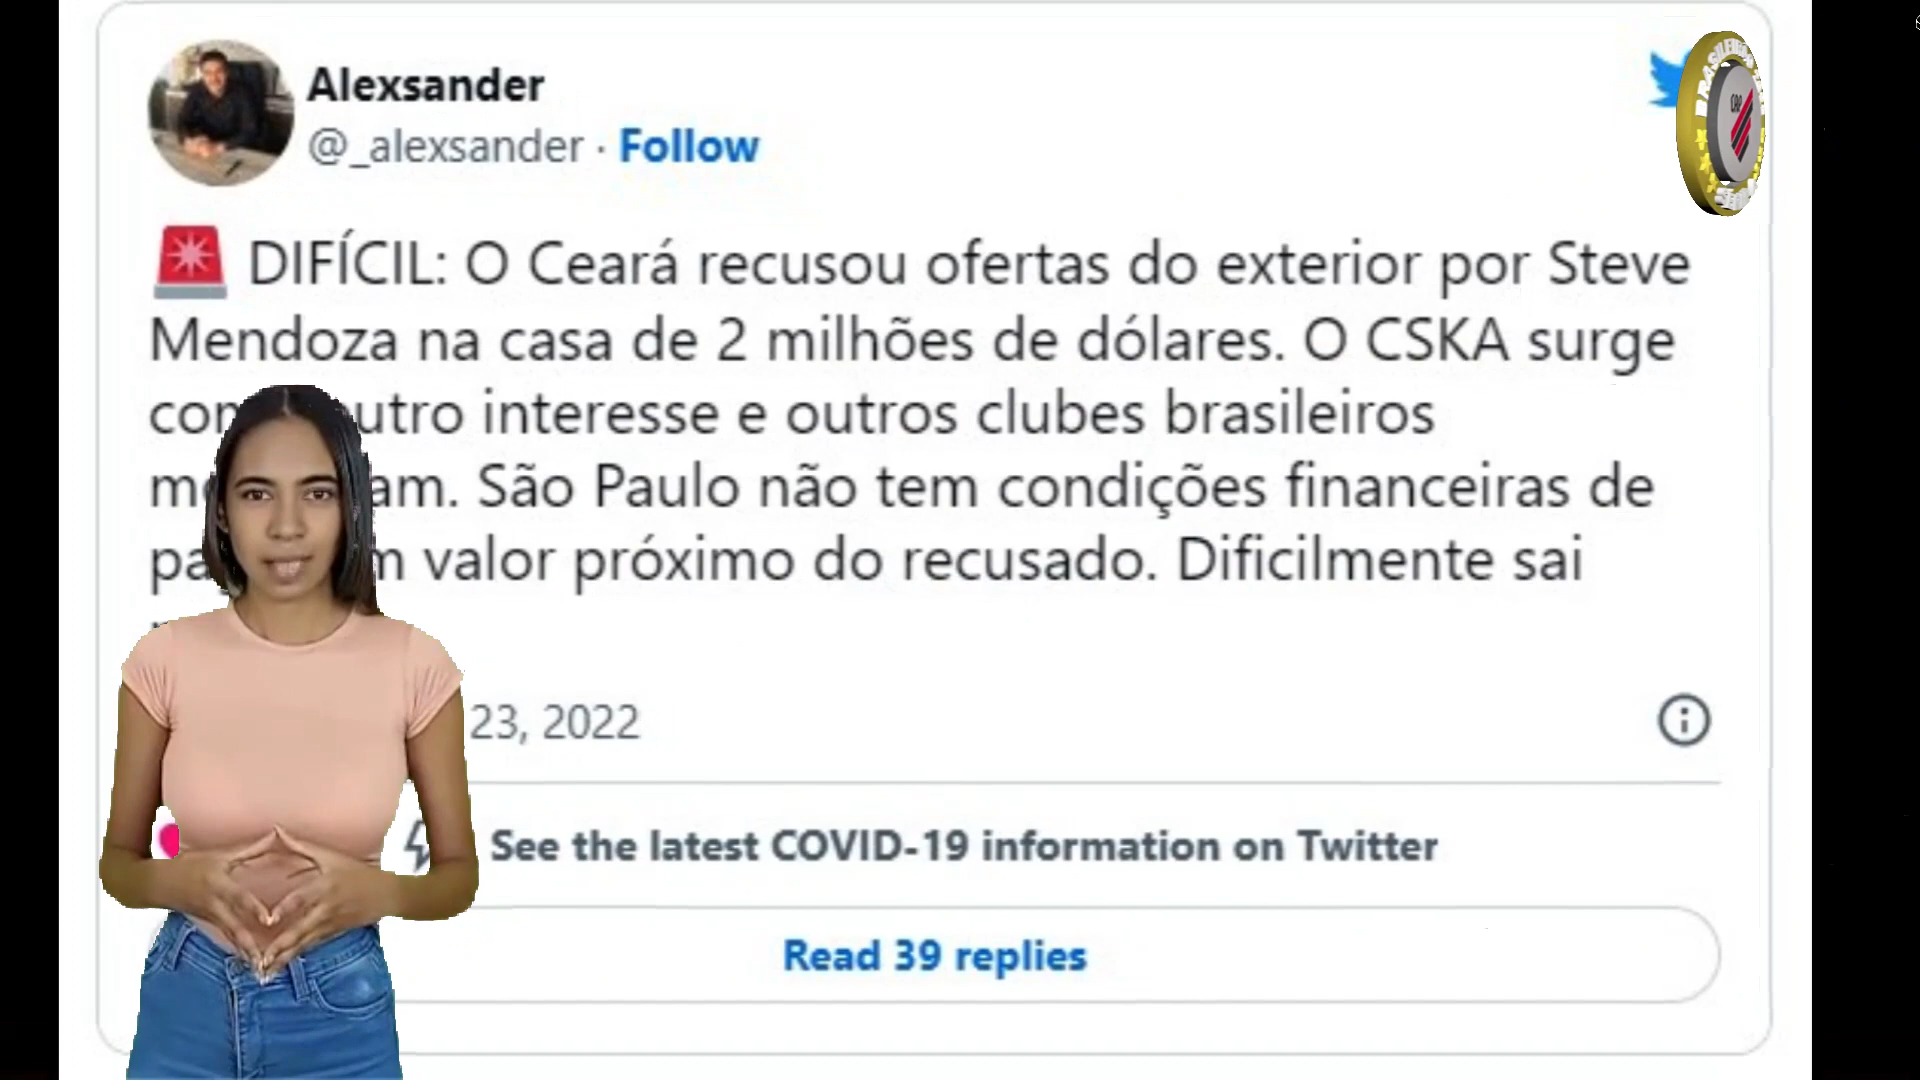 Alexsander
@_alexsander · Follow
DIFÍCIL: O Ceará recusou ofertas do exterior por Steve
Mendoza na casa de 2 milhões de dólares. O CSKA surge
interesse e outros clubes brasileiros
São Paulo não tem condições financeiras de
valor próximo do recusado. Dificilmente sai
23, 2022
See the latest COVID-19 information on Twitter
Read 39 replies
CAP